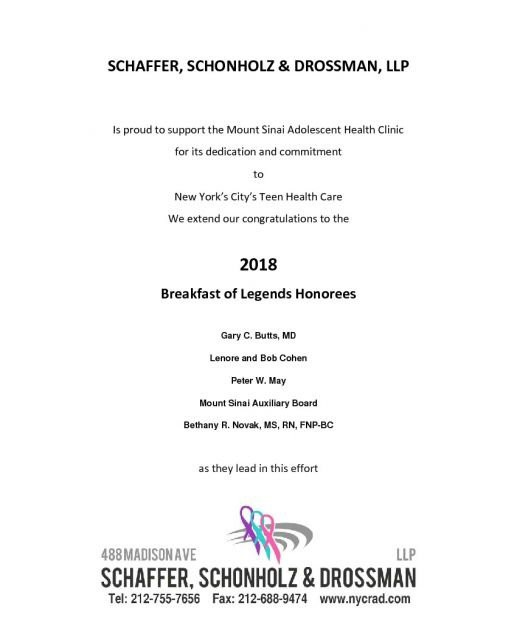 SCHAFFER, SCHONHOLZ & DROSSMAN, LLP
Is proud to support the Mount Sinai Adolescent Health Clinic
for its dedication and commitment
to
New York's City's Teen Health Care
We extend our congratulations to the
2018
Breakfast of Legends Honorees
Gary C. Butts, MD
Lenore and Bob Cohen
Peter W. May
Mount Sinai Auxiliary Board
Bethany R. Novak, MS, RN, FNP-BC
as they lead in this effort
488 MADISON AVE LLP
SCHAFFER, SCHONHOLZ & DROSSMAN
Tel: 212-755-7656 Fax: 212-688-9474 www.nycrad.com